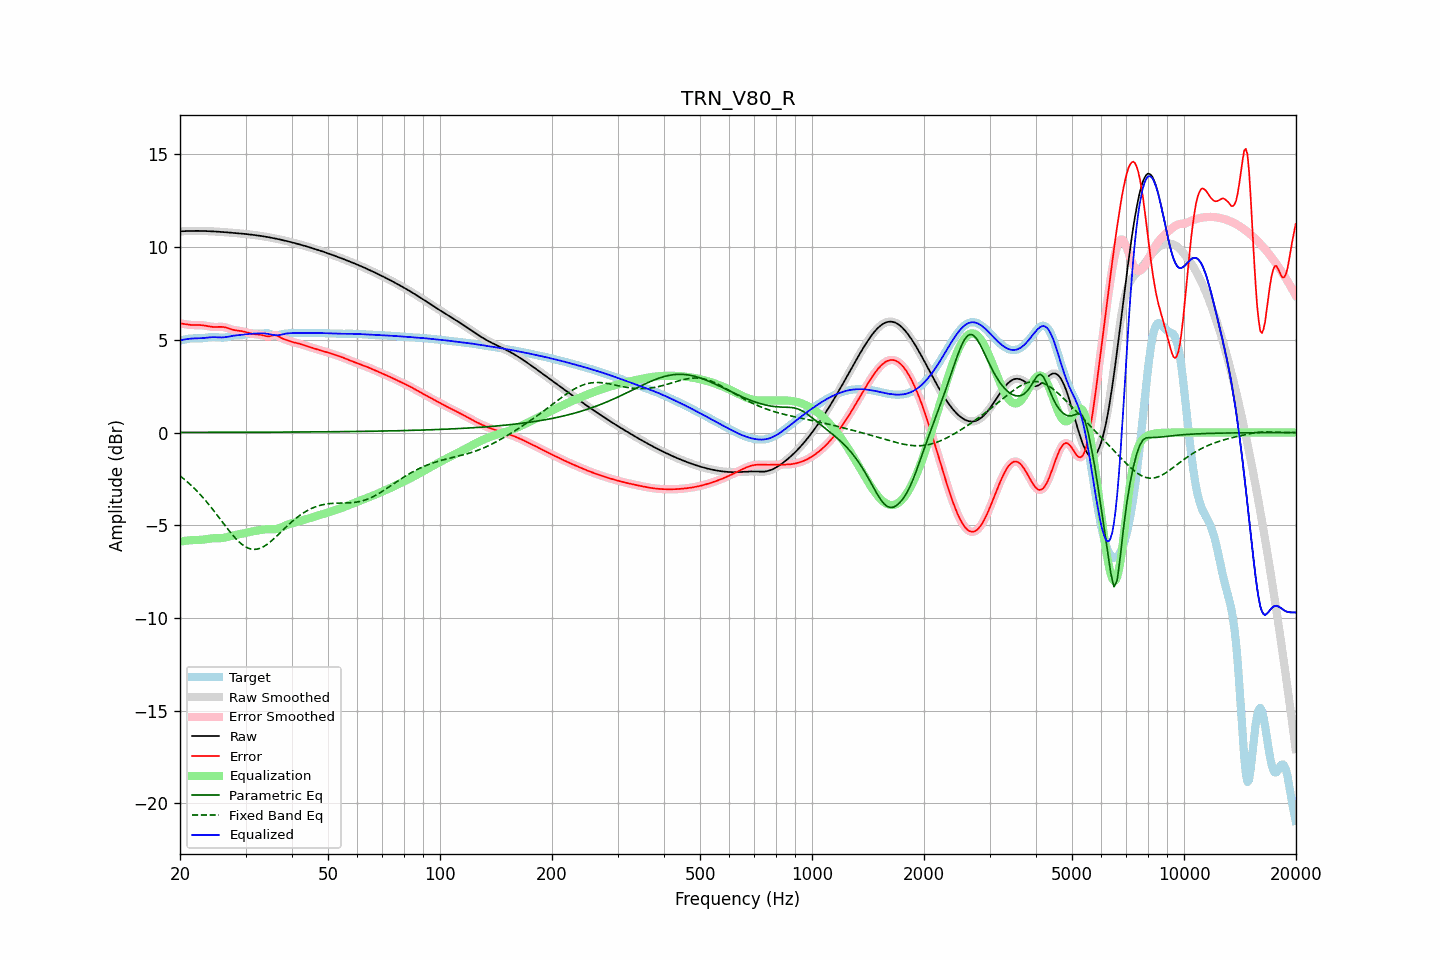 TRN_V80_R
Amplitude (dBr)
15
10
5
0
−5
−10
−15
−20
Target
Raw Smoothed
Error Smoothed
Raw
Error
Equalization
Parametric Eq
Fixed Band Eq
Equalized
20
50
100
200
500
1000
2000
5000
10000
20000
Frequency (Hz)